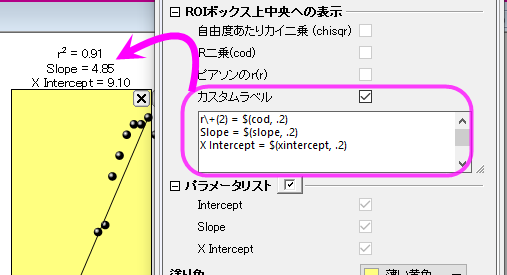 r² = 0.91
Slope = 4.85
X Intercept = 9.10
ROIボックス上中央への表示
自由度あたりカイ二乗 (chisqr)
R二乗(cod)
ピアソンのr(r)
カスタムラベル
r\+(2) = $(cod, .2)
Slope = $(slope, .2)
X Intercept = $(xintercept, .2)
パラメータリスト
Intercept
Slope
X Intercept
塗り色
薄い黄色